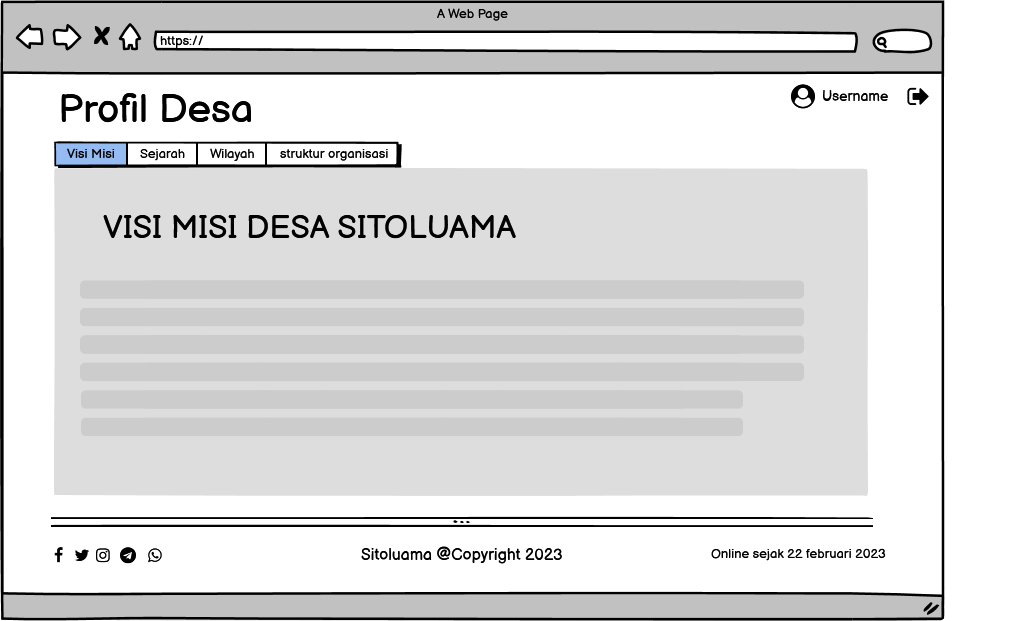 A Web Page
https://
Username
Profil Desa
Visi Misi
Sejarah
Wilayah
struktur organisasi
VISI MISI DESA SITOLUAMA
Sitoluama @Copyright 2023
Online sejak 22 februari 2023